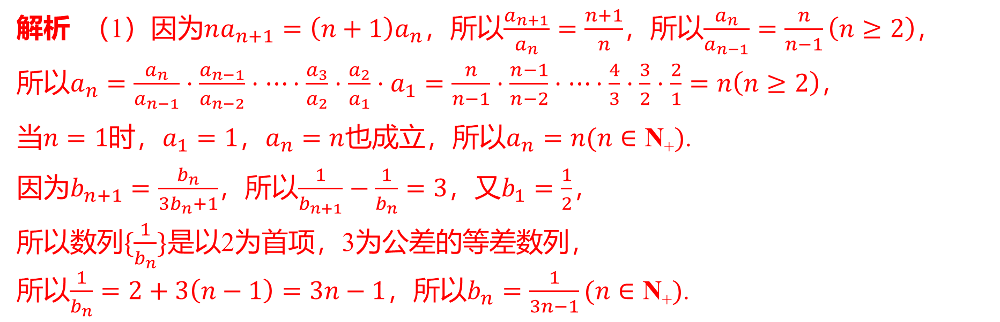 解析 （1）因为$na_{n+1}=(n+1)a_n$，所以$\frac{a_{n+1}}{a_n}=\frac{n+1}{n}$，所以$\frac{a_n}{a_{n-1}}=\frac{n}{n-1}(n\geq 2)$，
所以$a_n=\frac{a_n}{a_{n-1}}\cdot\frac{a_{n-1}}{a_{n-2}}\cdot\cdots\cdot\frac{a_3}{a_2}\cdot\frac{a_2}{a_1}\cdot a_1=\frac{n}{n-1}\cdot\frac{n-1}{n-2}\cdot\cdots\cdot\frac{4}{3}\cdot\frac{3}{2}\cdot\frac{2}{1}=n(n\geq 2)$，
当$n=1$时，$a_1=1$，$a_n=n$也成立，所以$a_n=n(n\in\mathbf{N}_+)$.
因为$b_{n+1}=\frac{b_n}{3b_n+1}$，所以$\frac{1}{b_{n+1}}-\frac{1}{b_n}=3$，又$b_1=\frac{1}{2}$，
所以数列$\{\frac{1}{b_n}\}$是以2为首项，3为公差的等差数列，
所以$\frac{1}{b_n}=2+3(n-1)=3n-1$，所以$b_n=\frac{1}{3n-1}(n\in\mathbf{N}_+)$.